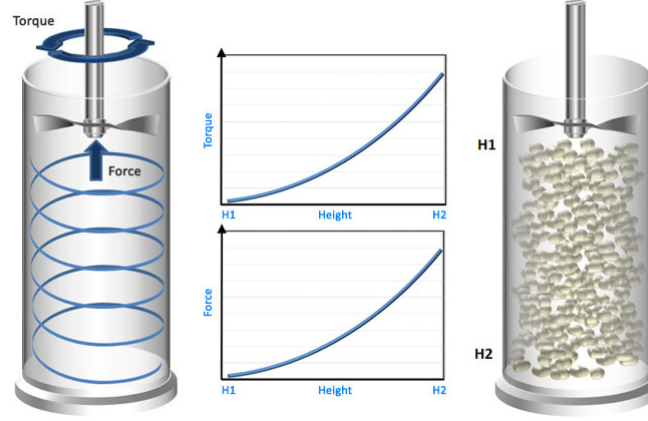 Torque
Force
Torque
H1
Height
H2
Force
H1
Height
H2
H1
H2